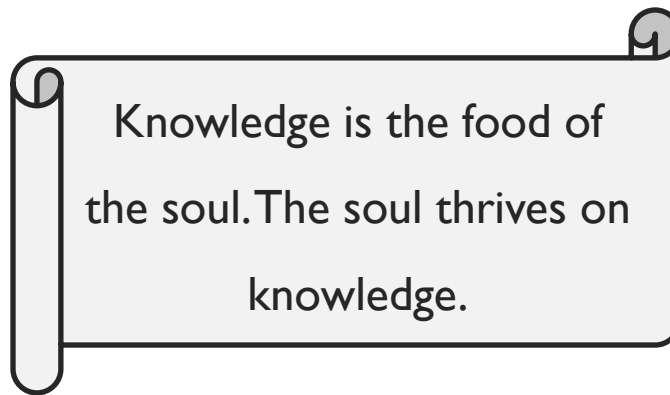 Knowledge is the food of
the soul. The soul thrives on
knowledge.